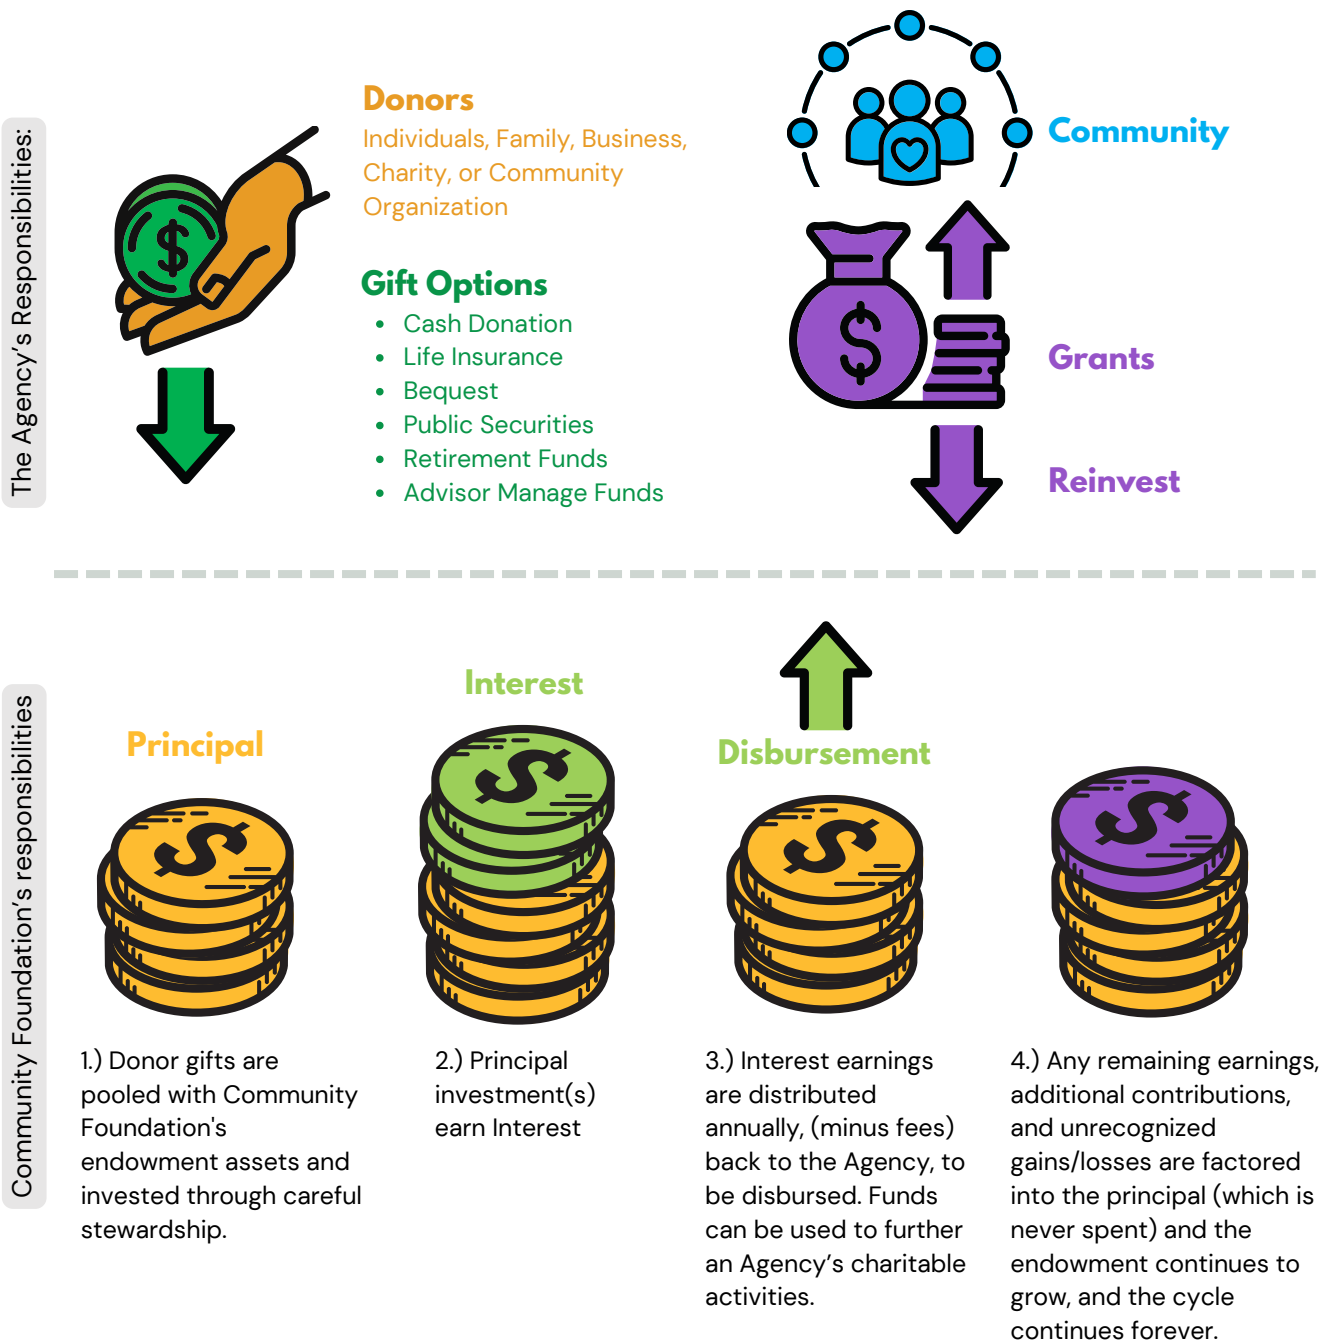 The Agency's Responsibilities:
Donors
Individuals, Family, Business,
Charity, or Community
Organization
Gift Options
• Cash Donation
• Life Insurance
• Bequest
• Public Securities
• Retirement Funds
• Advisor Manage Funds
$
Community
$
Grants
Reinvest
Community Foundation's responsibilities
Principal
$
1.) Donor gifts are
pooled with Community
Foundation's
endowment assets and
invested through careful
stewardship.
Interest
$
2.) Principal
investment(s)
earn Interest
Disbursement
$
3.) Interest earnings
are distributed
annually, (minus fees)
back to the Agency, to
be disbursed. Funds
can be used to further
an Agency's charitable
activities.
$
4.) Any remaining earnings,
additional contributions,
and unrecognized
gains/losses are factored
into the principal (which is
never spent) and the
endowment continues to
grow, and the cycle
continues forever.